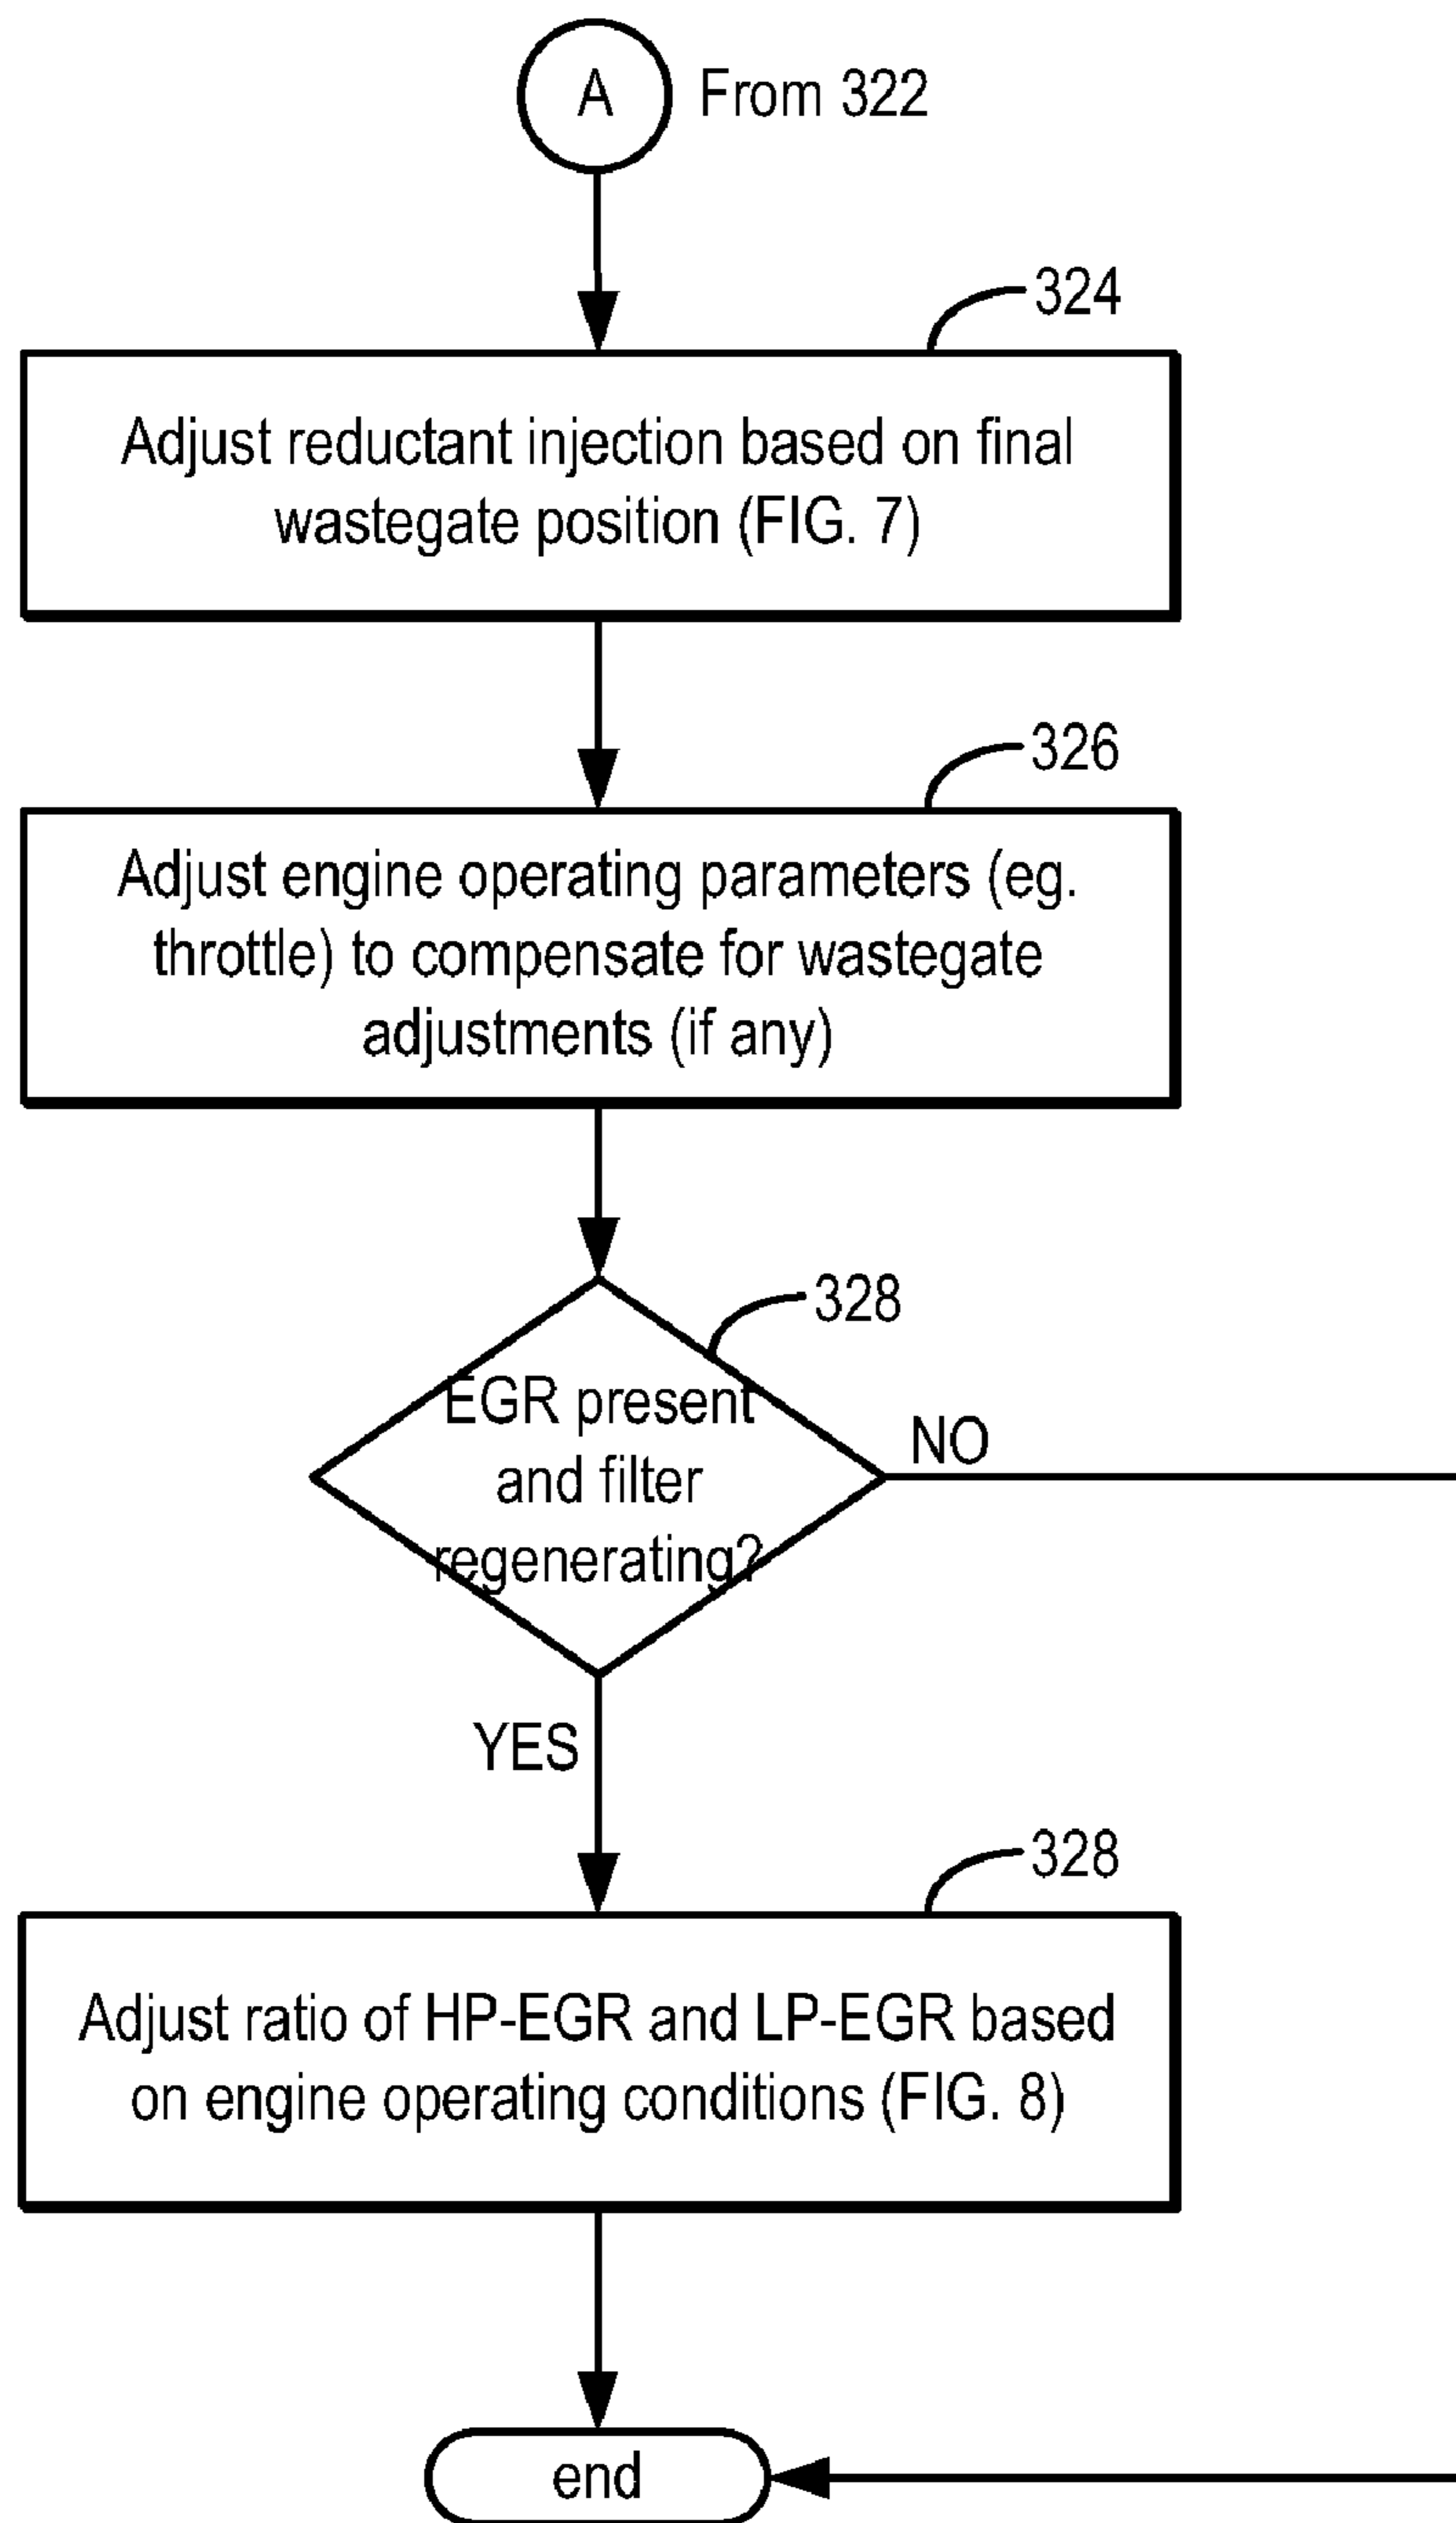 A From 322
324
Adjust reductant injection based on final
wastegate position (FIG. 7)
326
Adjust engine operating parameters (eg.
throttle) to compensate for wastegate
adjustments (if any)
328
EGR present
and filter
regenerating?
NO
YES
328
Adjust ratio of HP-EGR and LP-EGR based
on engine operating conditions (FIG. 8)
end